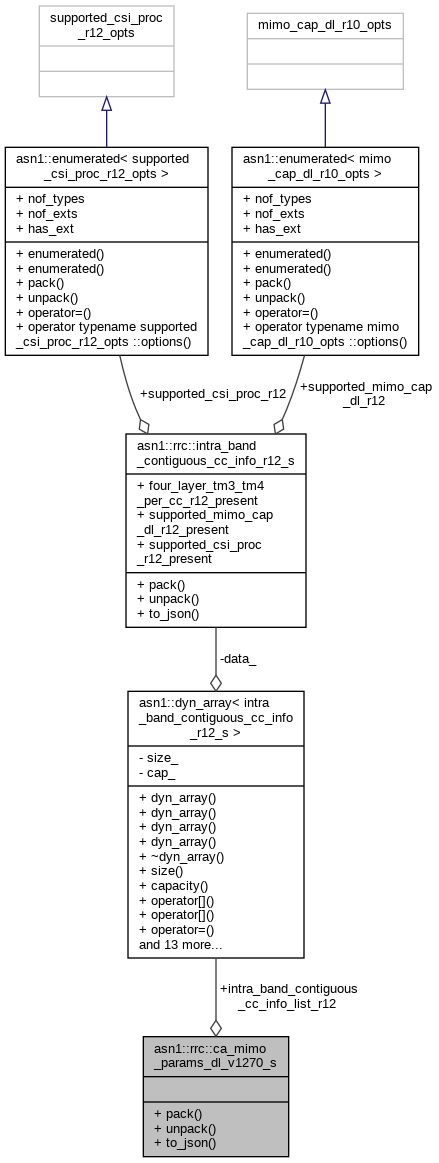 supported_csi_proc
_r12_opts
mimo_cap_dl_r10_opts
asn1::enumerated< supported
_csi_proc_r12_opts >
+ nof_types
+ nof_exts
+ has_ext
+ enumerated()
+ enumerated()
+ pack()
+ unpack()
+ operator=()
+ operator typename supported
_csi_proc_r12_opts ::options()
asn1::enumerated< mimo
_cap_dl_r10_opts >
+ nof_types
+ nof_exts
+ has_ext
+ enumerated()
+ enumerated()
+ pack()
+ unpack()
+ operator=()
+ operator typename mimo
_cap_dl_r10_opts ::options()
+supported_csi_proc_r12
+supported_mimo_cap
_dl_r12
asn1::rrc::intra_band
_contiguous_cc_info_r12_s
+ four_layer_tm3_tm4
_per_cc_r12_present
+ supported_mimo_cap
_dl_r12_present
+ supported_csi_proc
_r12_present
+ pack()
+ unpack()
+ to_json()
-data_
asn1::dyn_array< intra
_band_contiguous_cc_info
_r12_s >
- size_
- cap_
+ dyn_array()
+ dyn_array()
+ dyn_array()
+ dyn_array()
+ ~dyn_array()
+ size()
+ capacity()
+ operator[]()
+ operator[]()
+ operator=()
and 13 more...
+intra_band_contiguous
_cc_info_list_r12
asn1::rrc::ca_mimo
_params_dl_v1270_s
+ pack()
+ unpack()
+ to_json()